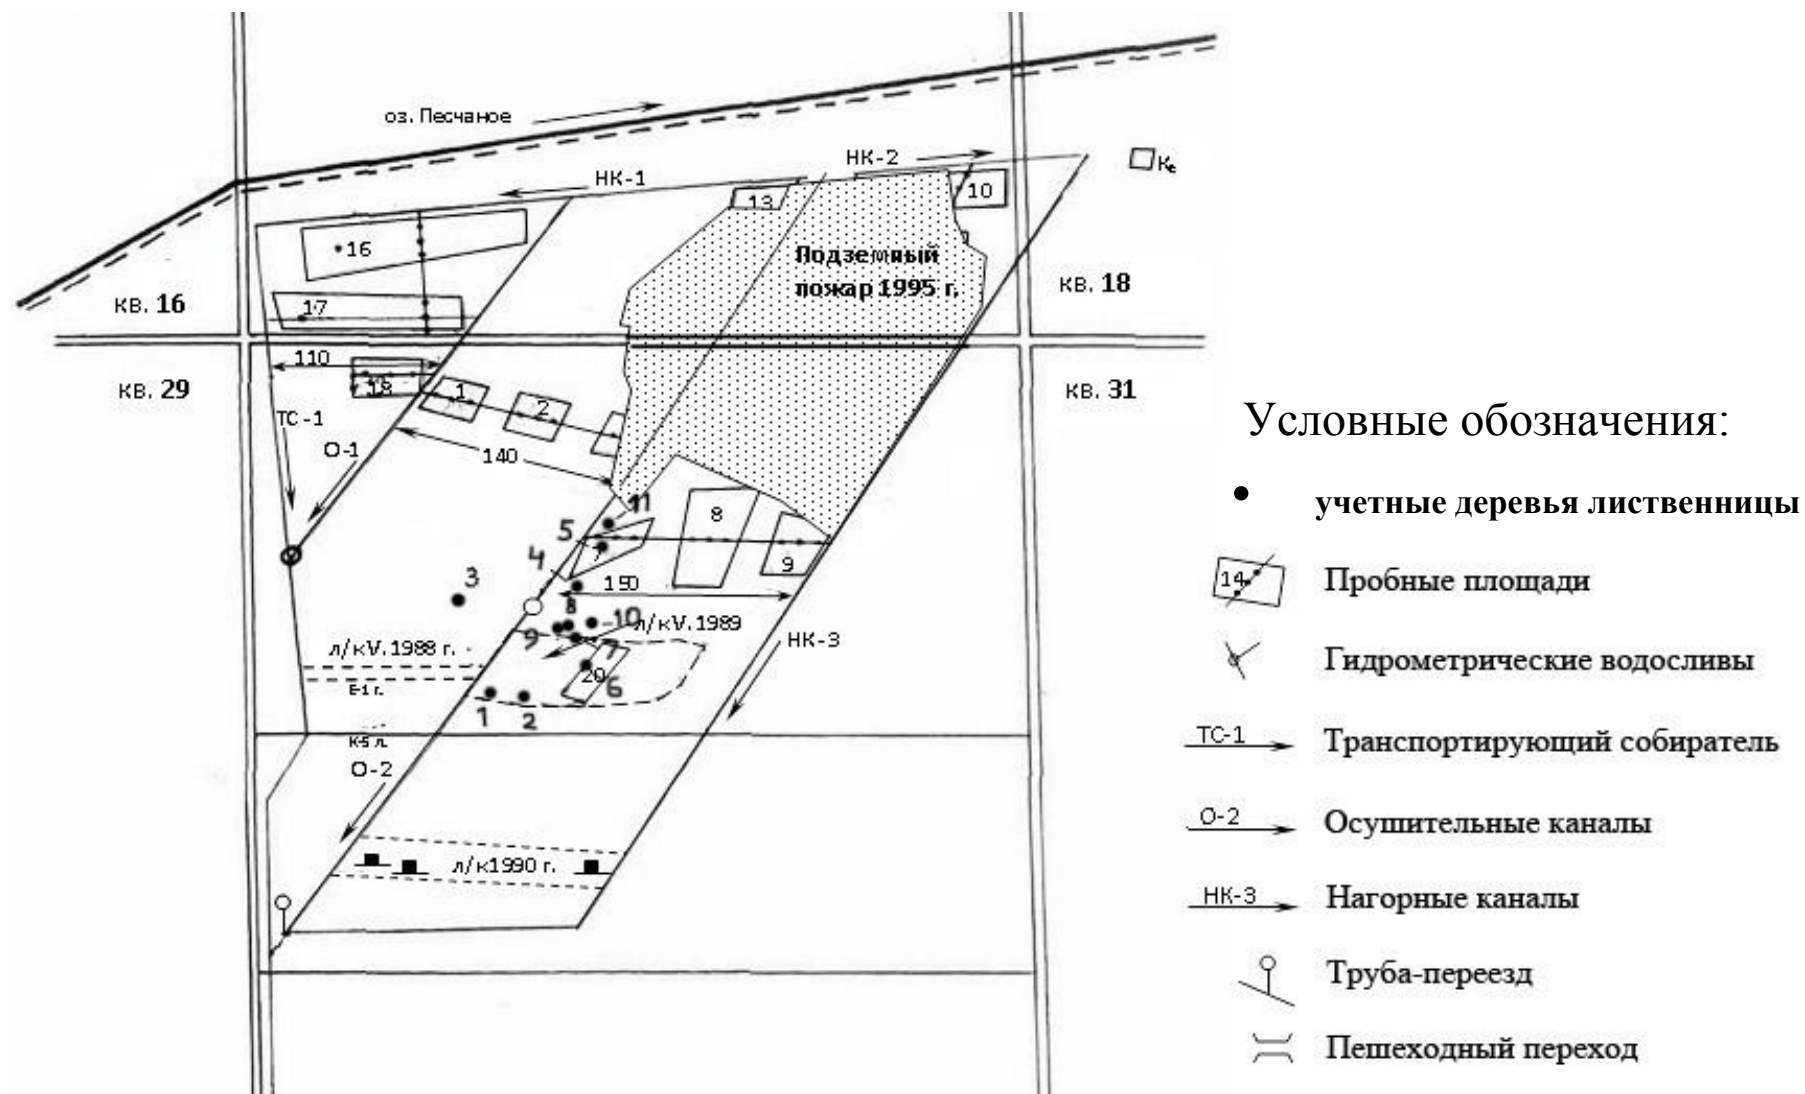 оз. Песчаное
НК-2
НК-1
Кс
13
10
16
Подземный
пожар 1995 г.
кв. 16
17
кв. 18
110
кв. 29
18
1
2
кв. 31
ТС-1
О-1
140
11
8
5
7
9
4
3
150
8
10
л/кV.1989
9
7
НК-3
л/кV.1988 г.
20
6
1
2
О-2
л/к1990 г.
Условные обозначения:
• учетные деревья лиственницы
14 Пробные площади
Гидрометрические водосливы
ТС-1 Транспортирующий собиратель
О-2 Осушительные каналы
НК-3 Нагорные каналы
Труба-переезд
Пешеходный переход